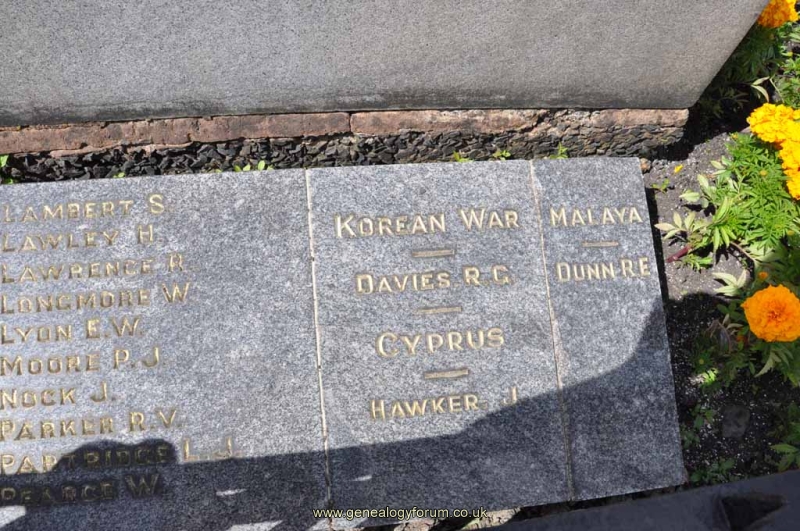 LAMBERT S.
LAWLEY H.
LAWRENCE R.
LONGMORE W.
LYON E.W.
MOORE P.J.
NOCK J.
PARKER R.V.
PARTRIDGE L.J.
PEARCE W.
KOREAN WAR
DAVIES R.G.
CYPRUS
HAWKER J.
MALAYA
DUNN R.E.
www.genealogyforum.co.uk